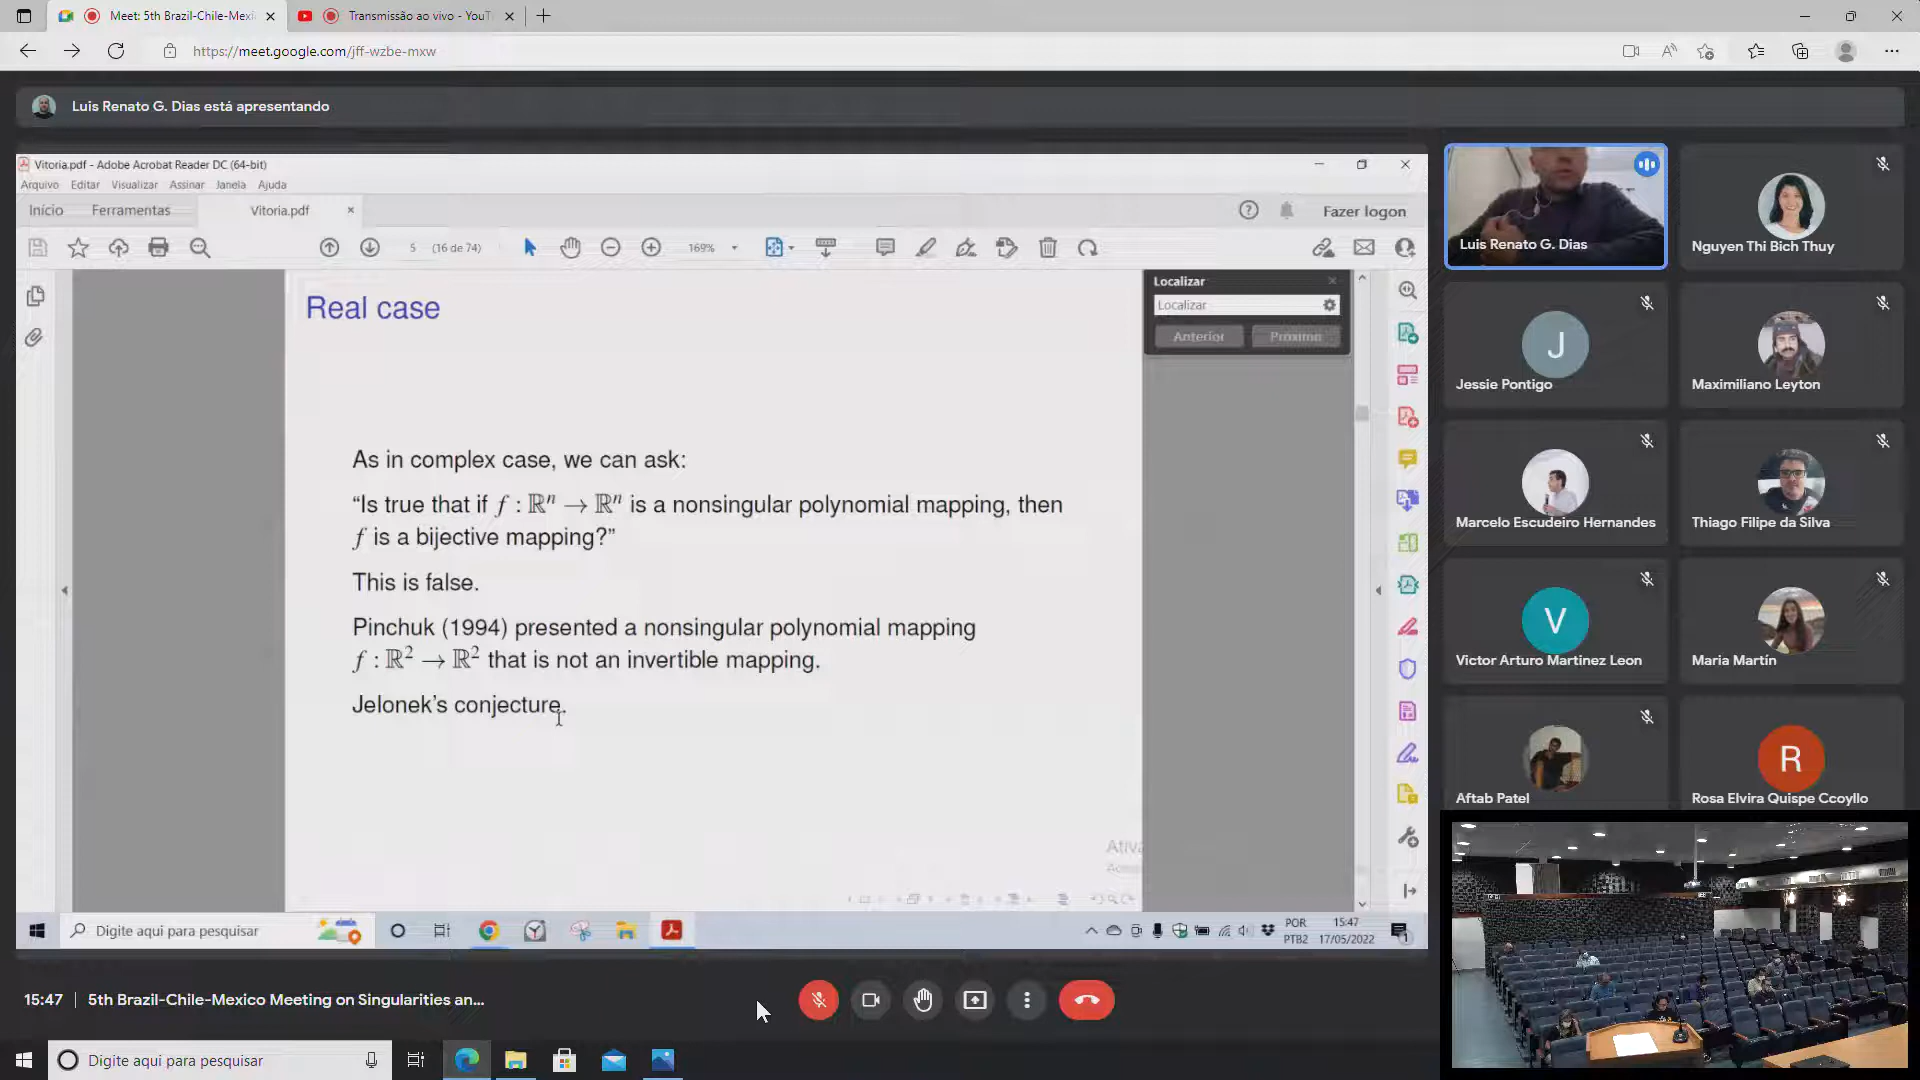 Meet: 5th Brazil-Chile-Mexi
Transmissão ao vivo - YouT
https://meet.google.com/jff-wzbe-mxw
Luis Renato G. Dias está apresentando
Vitoria.pdf - Adobe Acrobat Reader DC (64-bit)
Arquivo Editar Visualizar Assinar Janela Ajuda
Início Ferramentas Vitoria.pdf Fazer logon
5 (16 de 74) 169%
Real case
Localizar
Localizar
Anterior Próximo
As in complex case, we can ask:
“Is true that if f : ℝⁿ → ℝⁿ is a nonsingular polynomial mapping, then
f is a bijective mapping?”
This is false.
Pinchuk (1994) presented a nonsingular polynomial mapping
f : ℝ² → ℝ² that is not an invertible mapping.
Jelonek’s conjecture.
Ativa
Digite aqui para pesquisar
POR
PTB2
15:47
17/05/2022
1
Luis Renato G. Dias
Nguyen Thi Bich Thuy
J
Jessie Pontigo
Maximiliano Leyton
Marcelo Escudeiro Hernandes
Thiago Filipe da Silva
V
Victor Arturo Martinez Leon
Maria Martín
Aftab Patel
R
Rosa Elvira Quispe Ccoyllo
15:47 | 5th Brazil-Chile-Mexico Meeting on Singularities an...
Digite aqui para pesquisar